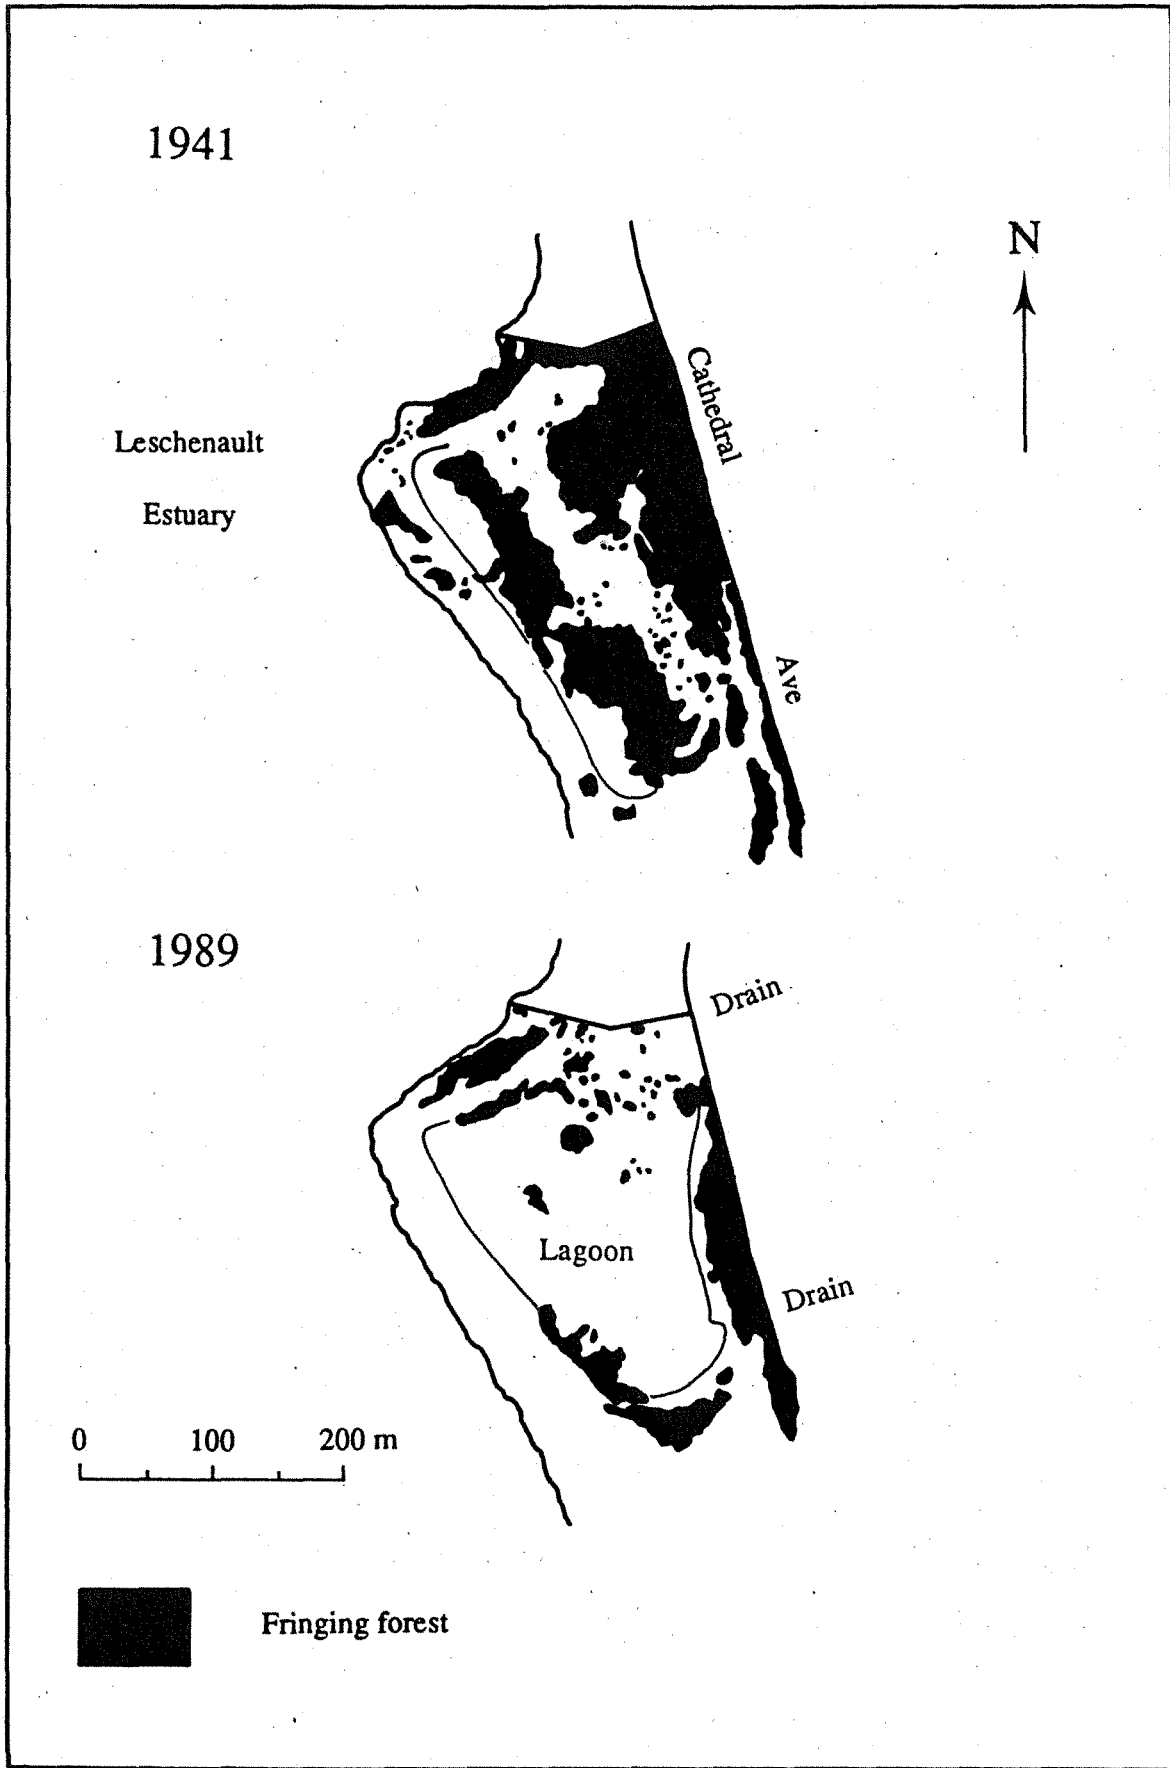 1941
N
Cathedral
Ave
Leschenault
Estuary
1989
Drain
Lagoon
Drain
0 100 200 m
Fringing forest